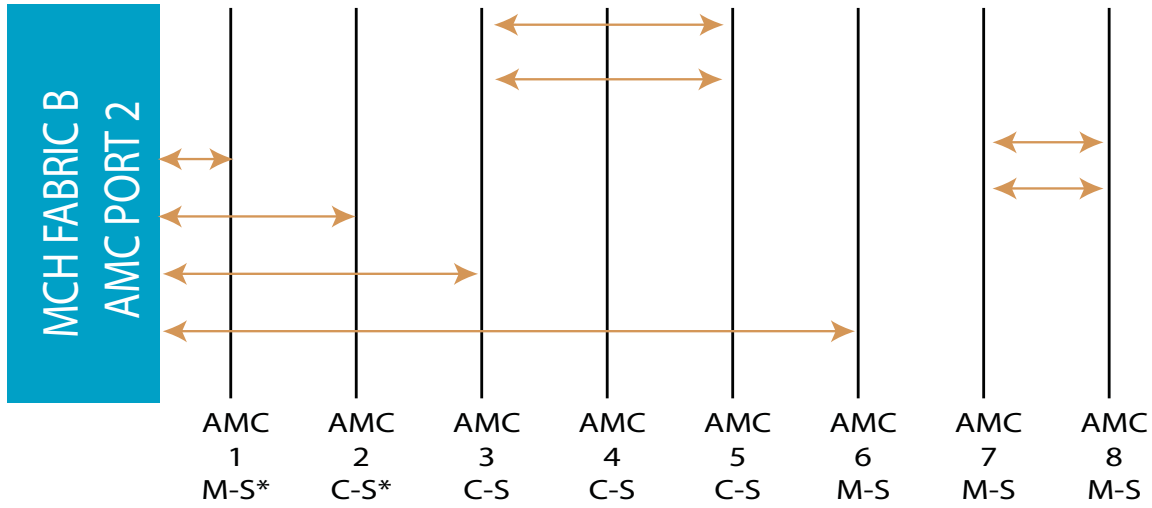 MCH FABRIC B
AMC PORT 2
AMC
1
M-S*
AMC
2
C-S*
AMC
3
C-S
AMC
4
C-S
AMC
5
C-S
AMC
6
M-S
AMC
7
M-S
AMC
8
M-S